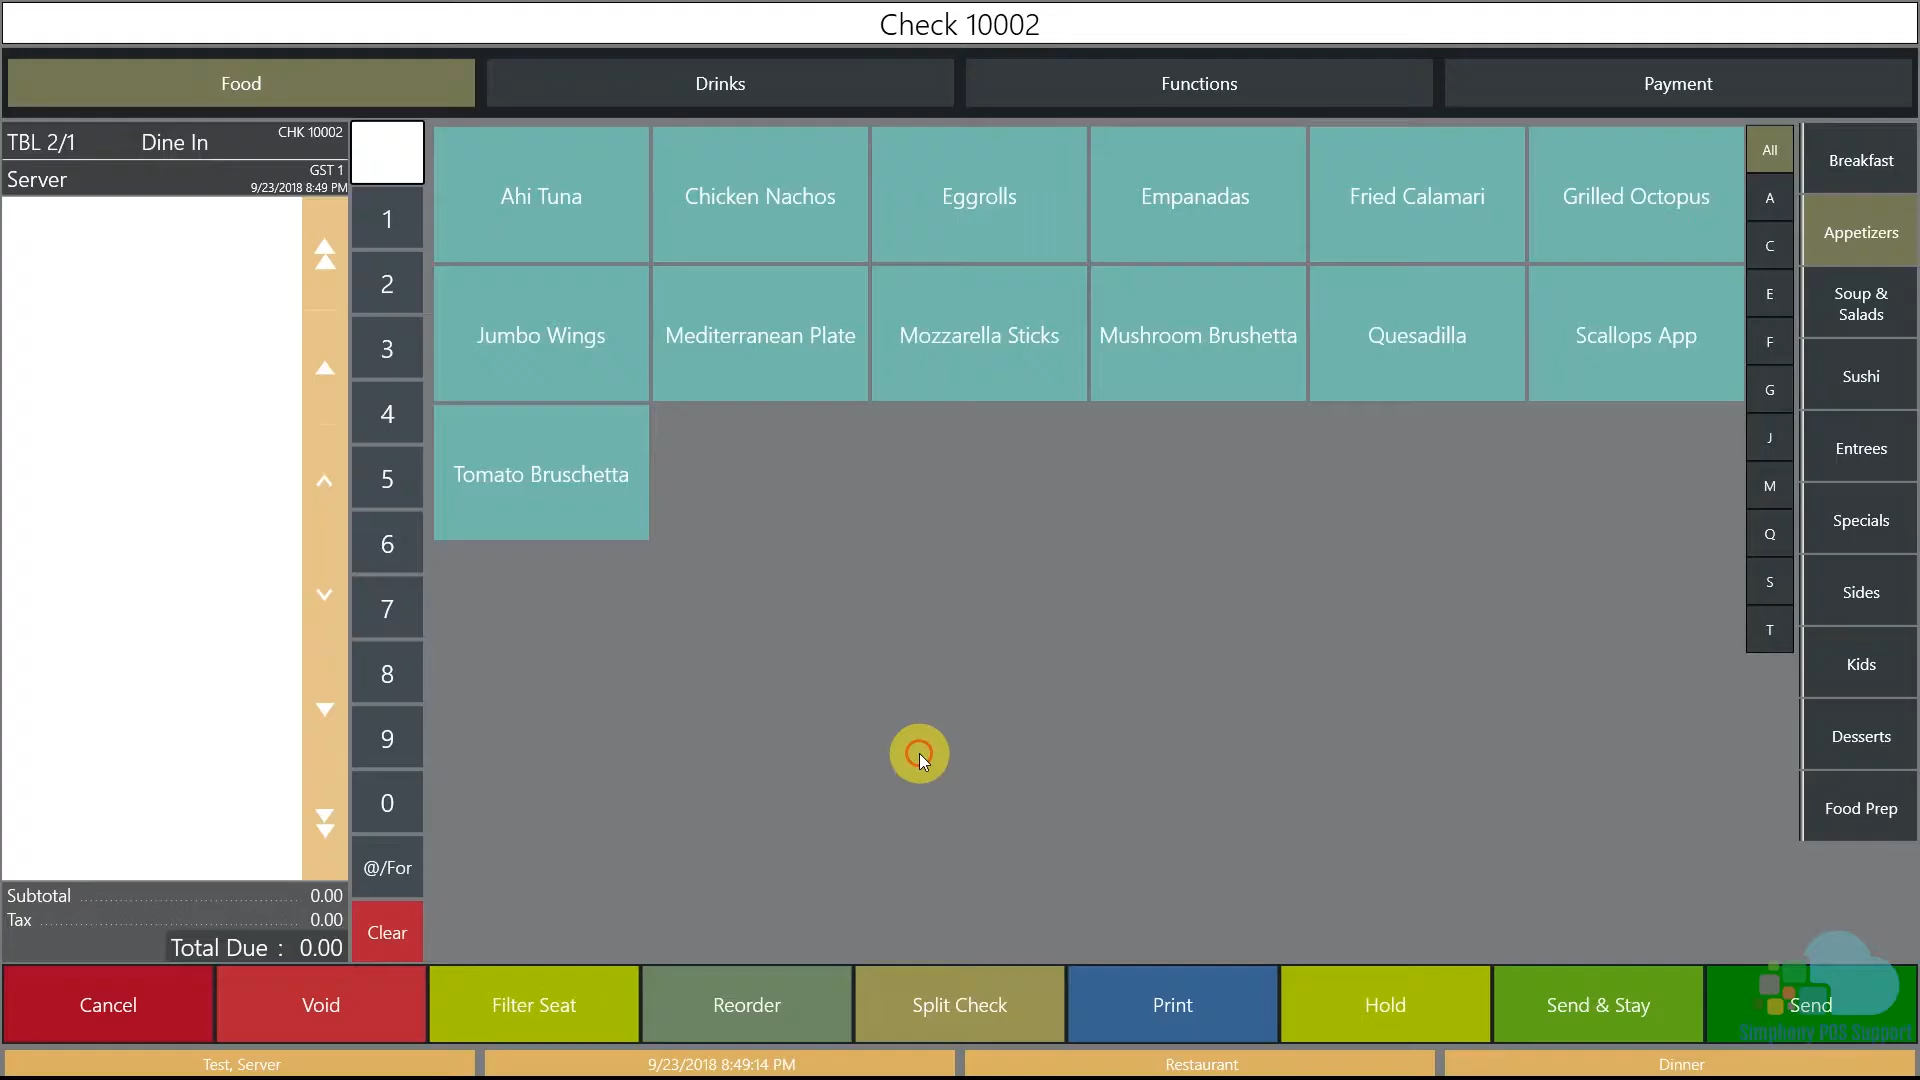 Check 10002
Food
Drinks
Functions
Payment
TBL 2/1
Dine In
CHK 10002
Server
GST 1
9/23/2018 8:49 PM
1
2
3
4
5
6
7
8
9
0
@/For
Clear
Ahi Tuna
Chicken Nachos
Eggrolls
Empanadas
Fried Calamari
Grilled Octopus
Jumbo Wings
Mediterranean Plate
Mozzarella Sticks
Mushroom Brushetta
Quesadilla
Scallops App
Tomato Bruschetta
All
A
C
E
F
G
J
M
Q
S
T
Breakfast
Appetizers
Soup &
Salads
Sushi
Entrees
Specials
Sides
Kids
Desserts
Food Prep
Subtotal 0.00
Tax 0.00
Total Due : 0.00
Cancel
Void
Filter Seat
Reorder
Split Check
Print
Hold
Send & Stay
Send
Simphony POS Support
Test, Server
9/23/2018 8:49:14 PM
Restaurant
Dinner